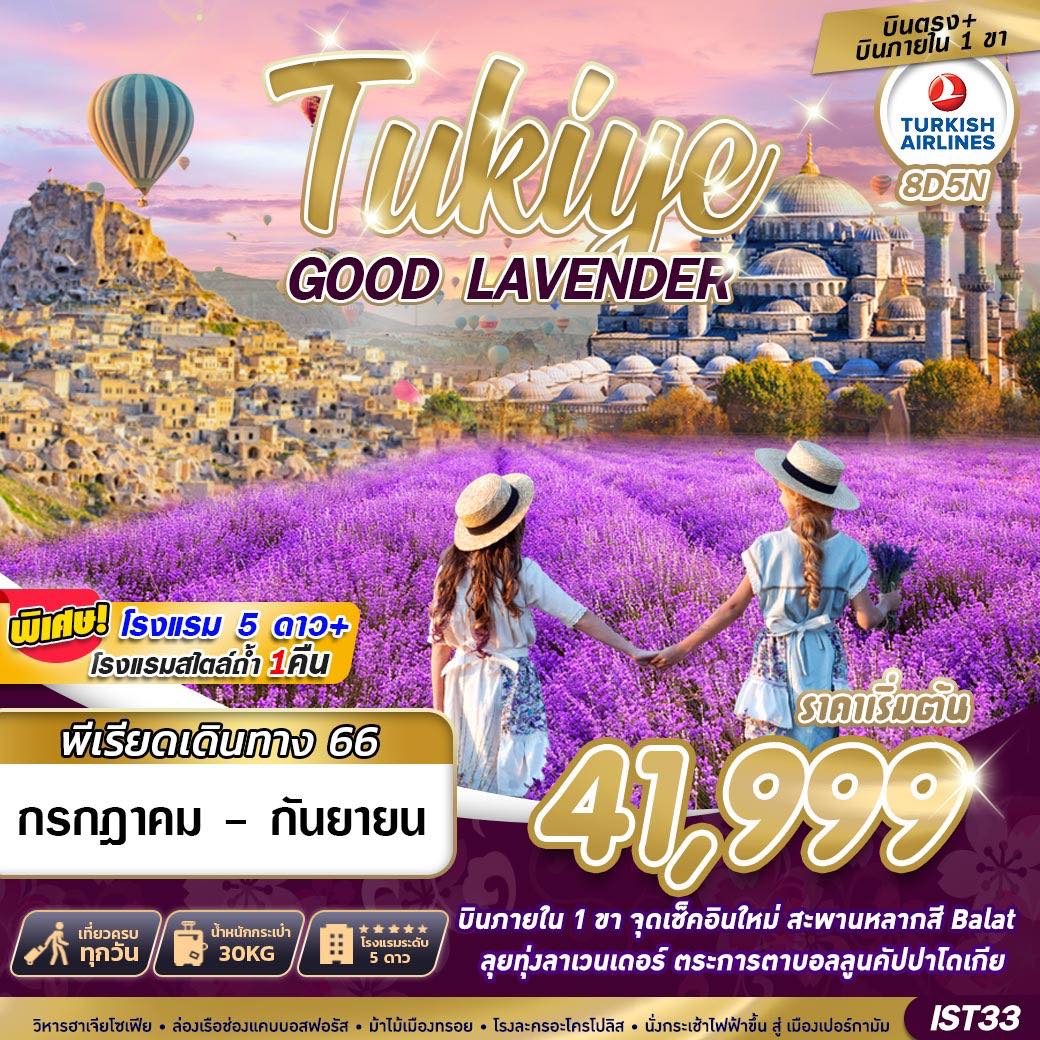 บินตรง+
บินภายใน 1 ขา
TURKISH
AIRLINES
8D5N
Tukiye
GOOD LAVENDER
พิเศษ! โรงแรม 5 ดาว+
โรงแรมสไตล์ถ้ำ 1คืน
พีเรียดเดินทาง 66
กรกฎาคม - กันยายน
ราคาเริ่มต้น
41,999
เที่ยวครบ
ทุกวัน
น้ำหนักกระเป๋า
30KG
โรงแรมระดับ
5 ดาว
บินภายใน 1 ขา จุดเช็คอินใหม่ สะพานหลากสี Balat
ลุยทุ่งลาเวนเดอร์ ตระการตาบอลลูนคัปปาโดเกีย
วิหารฮาเจียโซเฟีย • ล่องเรือช่องแคบบอสฟอรัส • ม้าไม้เมืองทรอย • โรงละครอะโครโปลิส • นั่งกระเช้าไฟฟ้าขึ้น สู่ เมืองเปอร์กามัม
IST33